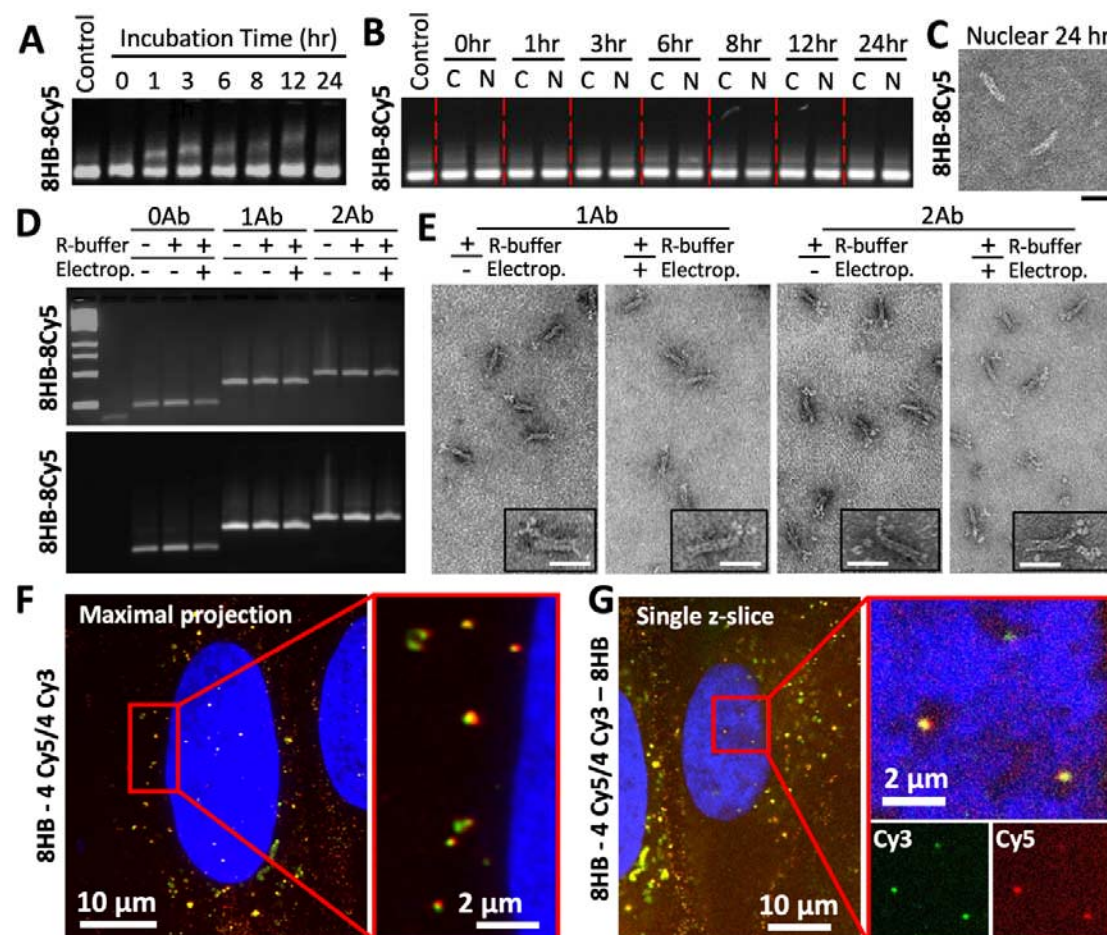 A
Control
Incubation Time (hr)
0 1 3 6 8 12 24
8HB-8Cy5
B
Control
0hr 1hr 3hr 6hr 8hr 12hr 24hr
C N C N C N C N C N C N C N
8HB-8Cy5
C
Nuclear 24 hr
8HB-8Cy5
D
0Ab 1Ab 2Ab
R-buffer - + + - + + - + +
Electrop. - - + - - + - - +
8HB-8Cy5
8HB-8Cy5
E
1Ab 2Ab
+ R-buffer + R-buffer + R-buffer + R-buffer
- Electrop. + Electrop. - Electrop. + Electrop.
F
Maximal projection
8HB - 4 Cy5/4 Cy3
10 µm
2 µm
G
Single z-slice
8HB - 4 Cy5/4 Cy3 – 8HB
10 µm
2 µm
Cy3
Cy5